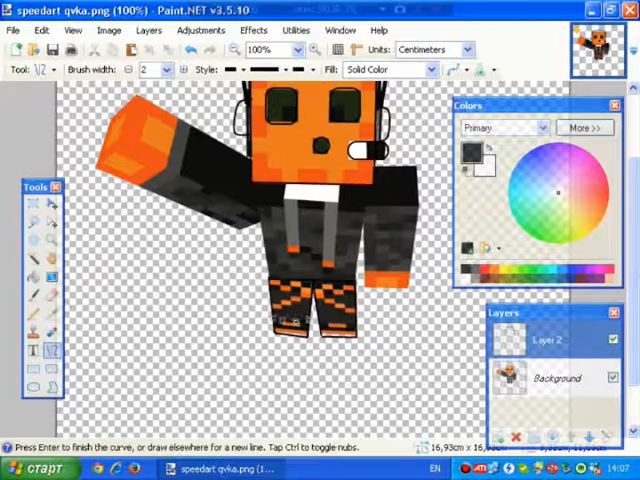 speedart qvka.png (100%) - Paint.NET v3.5.10
File Edit View Image Layers Adjustments Effects Utilities Window Help
100% Units: Centimeters
Tool: Brush width: 2 Style: Fill: Solid Color
Colors
Primary More >>
Tools
Layers
Layer 2
Background
Press Enter to finish the curve, or draw elsewhere for a new line. Tap Ctrl to toggle nubs.
старт speedart qvka.png (1... EN 14:07